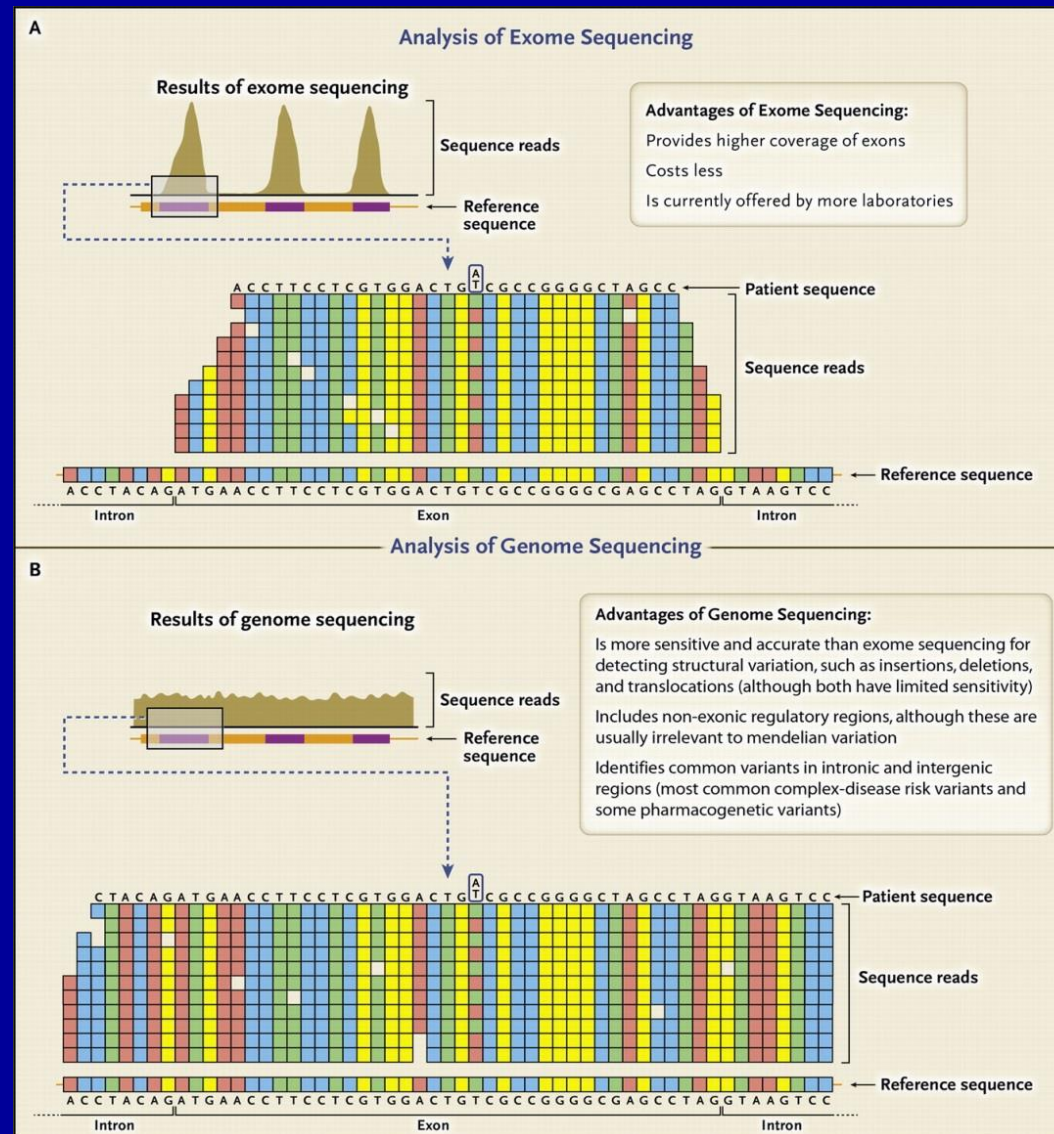 A
Analysis of Exome Sequencing
Results of exome sequencing
Sequence reads
Reference
sequence
Advantages of Exome Sequencing:
Provides higher coverage of exons
Costs less
Is currently offered by more laboratories
A
A C C T T C C T C G T G G A C T G T C G C C G G G G C T A G C C
Patient sequence
Sequence reads
Reference sequence
A C C T A C A G A T G A A C C T T C C T C G T G G A C T G T C G C C G G G G C G A G C C T A G G T A A G T C C
Intron
Exon
Intron
Analysis of Genome Sequencing
B
Results of genome sequencing
Sequence reads
Reference
sequence
Advantages of Genome Sequencing:
Is more sensitive and accurate than exome sequencing for
detecting structural variation, such as insertions, deletions,
and translocations (although both have limited sensitivity)
Includes non-exonic regulatory regions, although these are
usually irrelevant to mendelian variation
Identifies common variants in intronic and intergenic
regions (most common complex-disease risk variants and
some pharmacogenetic variants)
A
C T A C A G A T G A A C C T T C C T C G T G G A C T G T C G C C G G G G C T A G C C T A G G T A A G T C C
Patient sequence
Sequence reads
Reference sequence
A C C T A C A G A T G A A C C T T C C T C G T G G A C T G T C G C C G G G G C G A G C C T A G G T A A G T C C
Intron
Exon
Intron